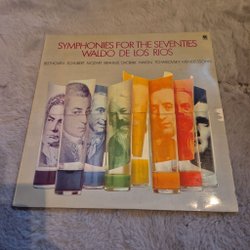 SYMPHONIES FOR THE SEVENTIES
WALDO DE LOS RIOS
BEETHOVEN SCHUBERT MOZART BRAHMS DVORAK HAYDN TCHAIKOVSKY MENDELSSOHN